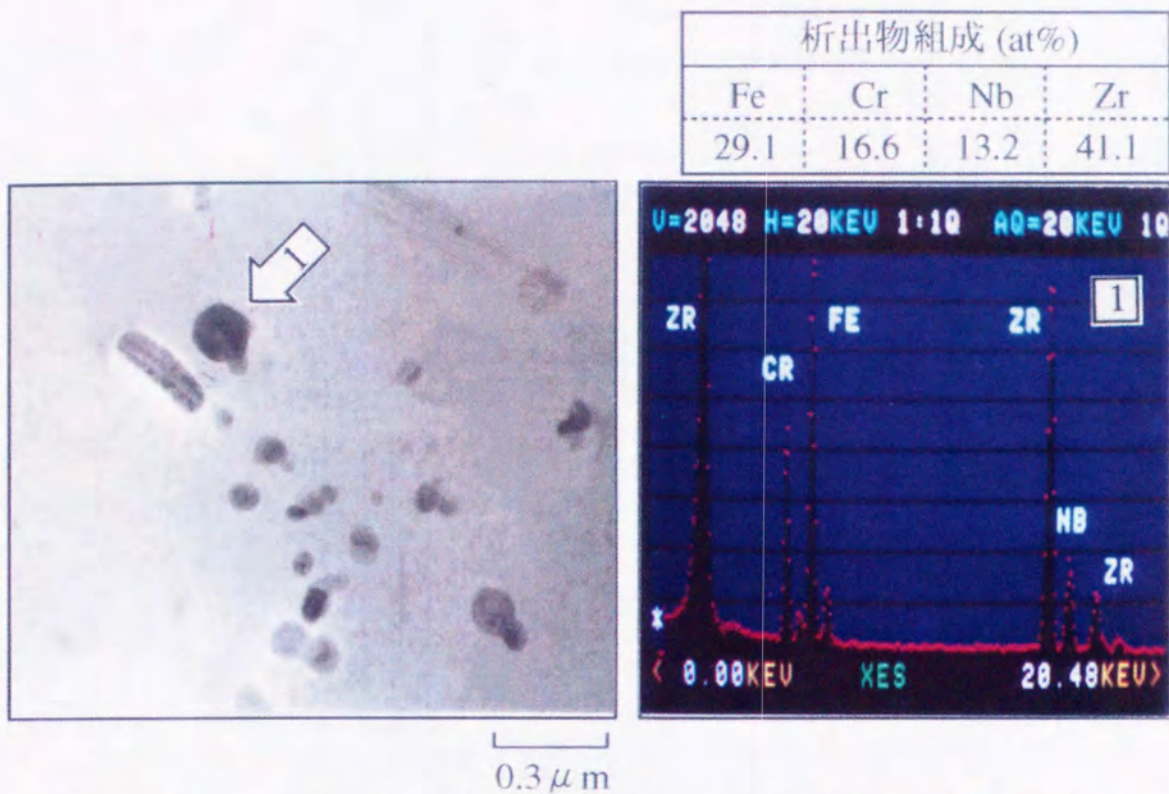 析出物組成 (at%)
Fe Cr Nb Zr
29.1 16.6 13.2 41.1
1
V=2048 H=20KEV 1:1Q AQ=20KEV 1Q
1
ZR FE ZR
CR
NB
ZR
< 0.00KEV XES 20.48KEV>
0.3 μm